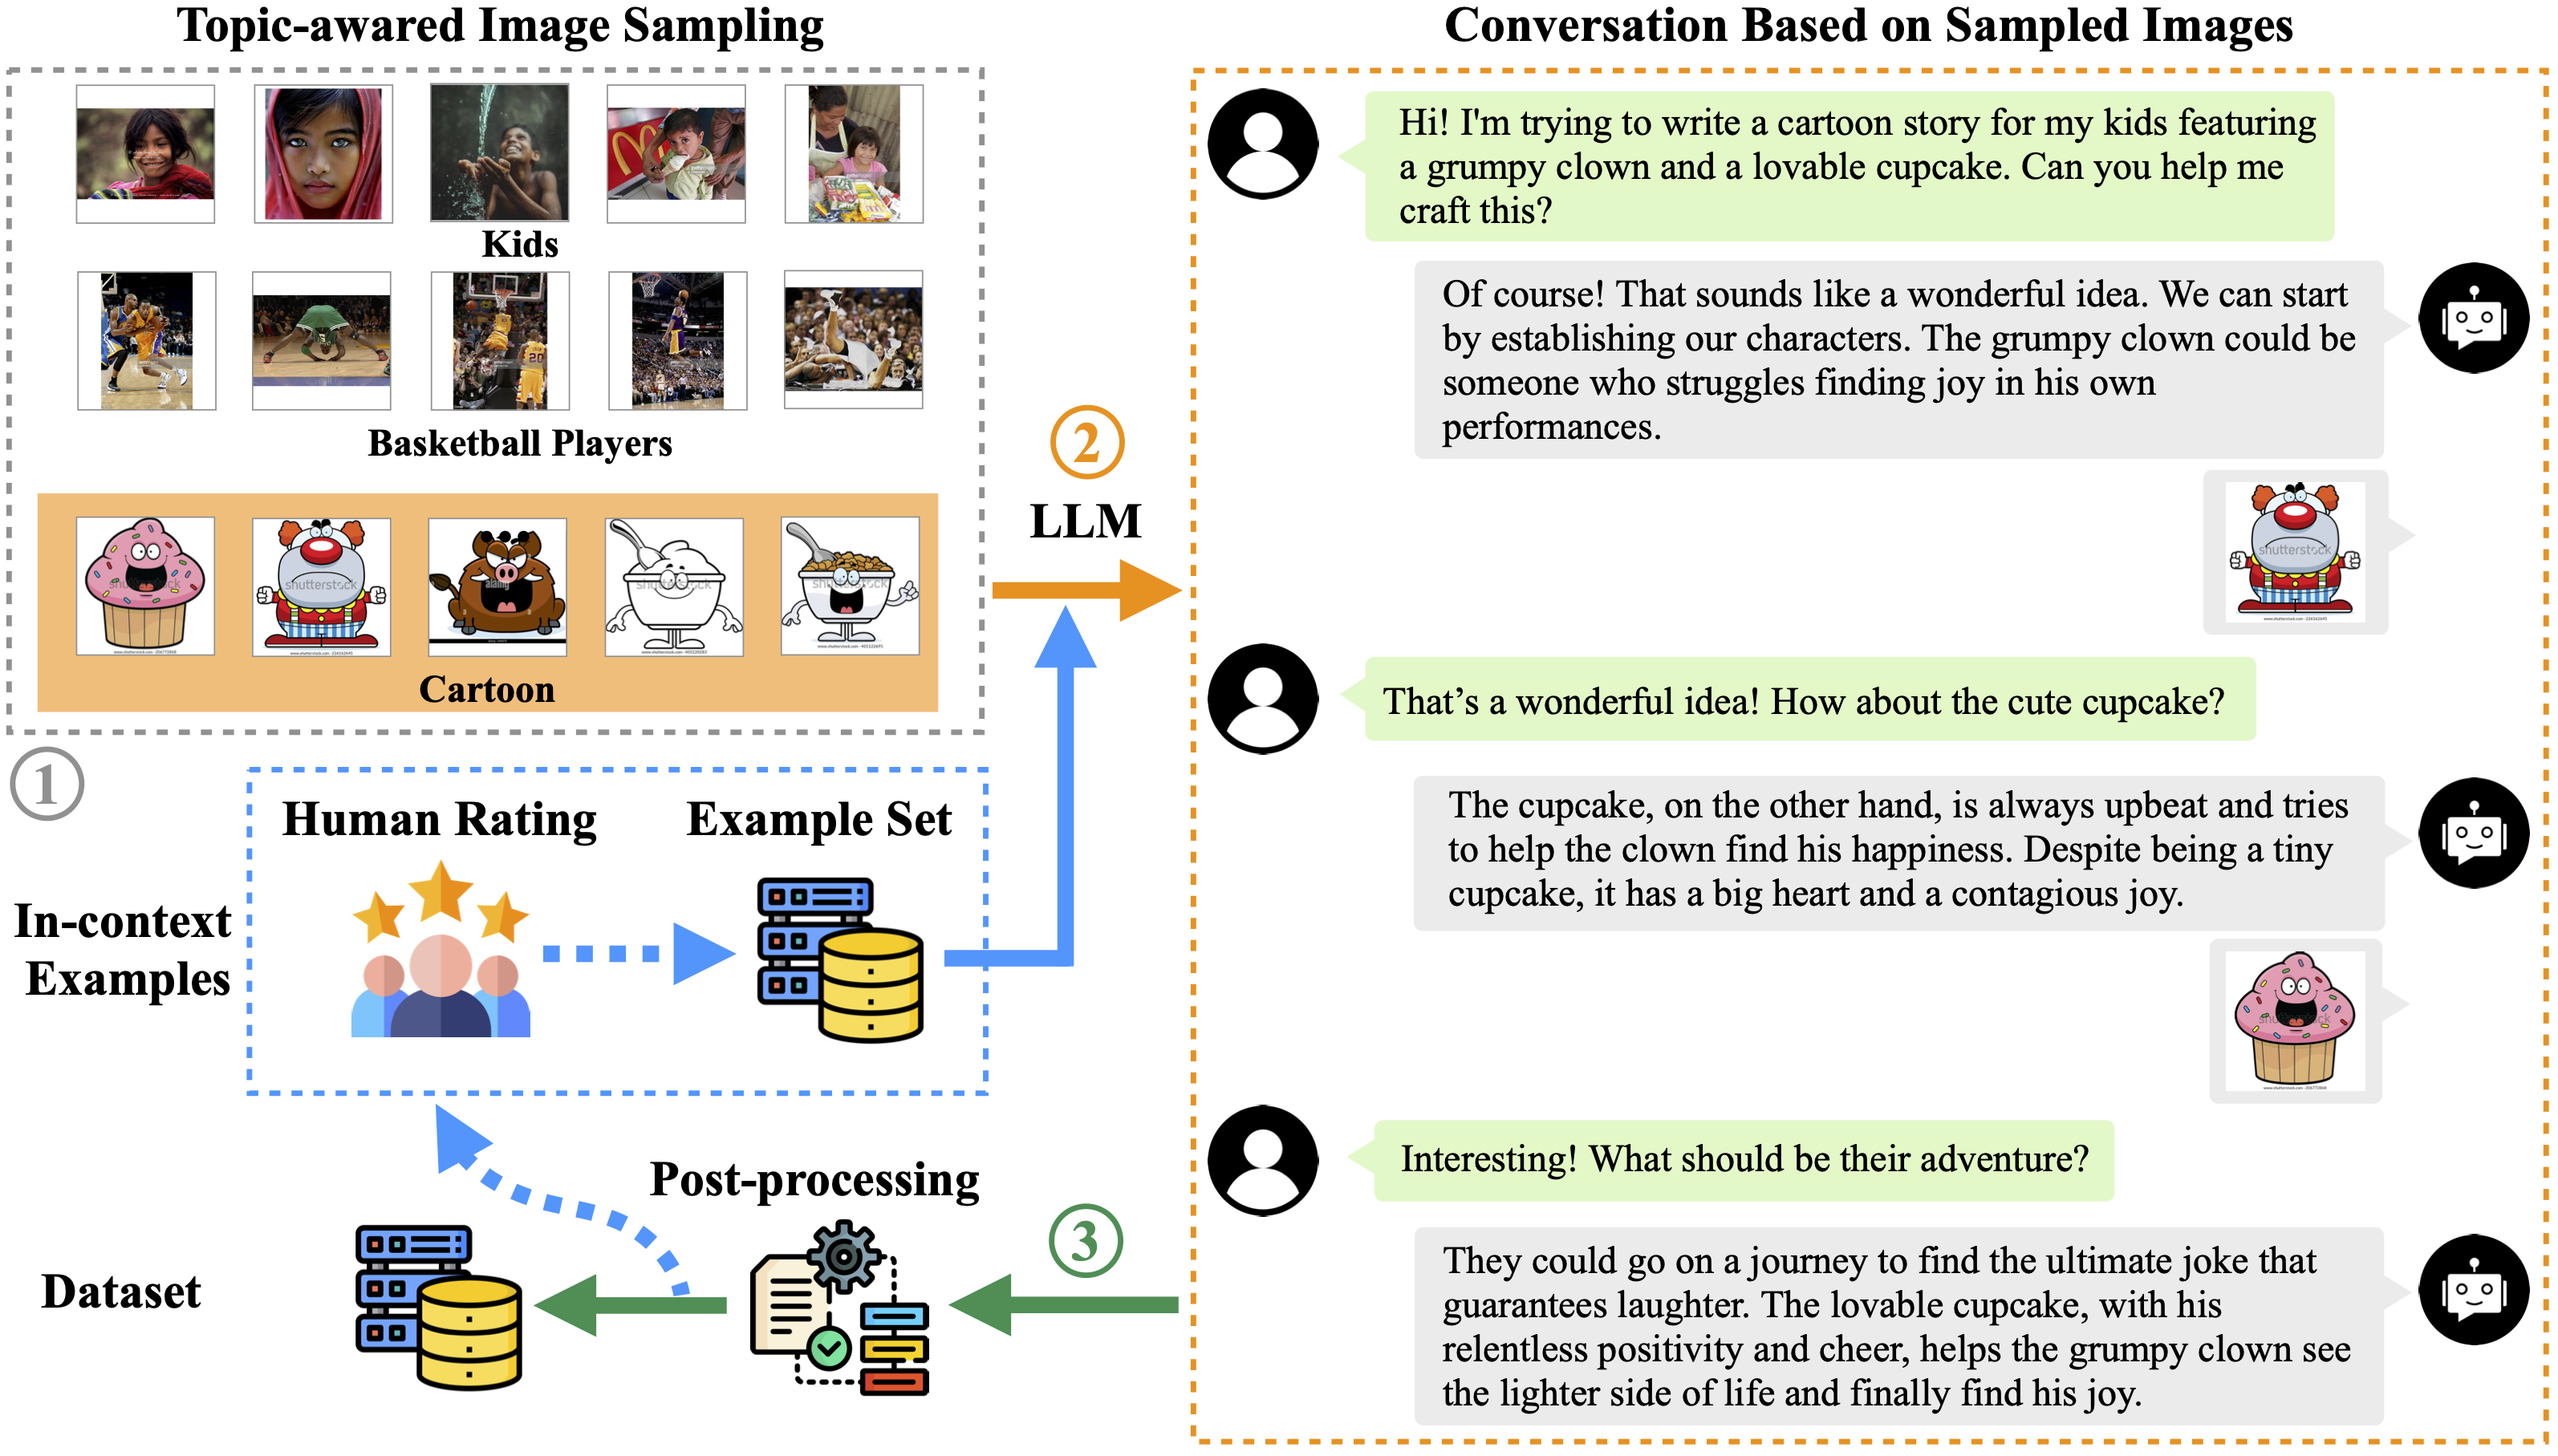 Topic-awared Image Sampling
Kids
20
Basketball Players
shutterstock
shutterstock
alamy
shutterstock
shutterstock
Cartoon
1
In-context
Examples
Human Rating
Example Set
2
LLM
Dataset
Post-processing
3
Conversation Based on Sampled Images
Hi! I'm trying to write a cartoon story for my kids featuring
a grumpy clown and a lovable cupcake. Can you help me
craft this?
Of course! That sounds like a wonderful idea. We can start
by establishing our characters. The grumpy clown could be
someone who struggles finding joy in his own
performances.
shutterstock
That’s a wonderful idea! How about the cute cupcake?
The cupcake, on the other hand, is always upbeat and tries
to help the clown find his happiness. Despite being a tiny
cupcake, it has a big heart and a contagious joy.
shutterstock
Interesting! What should be their adventure?
They could go on a journey to find the ultimate joke that
guarantees laughter. The lovable cupcake, with his
relentless positivity and cheer, helps the grumpy clown see
the lighter side of life and finally find his joy.